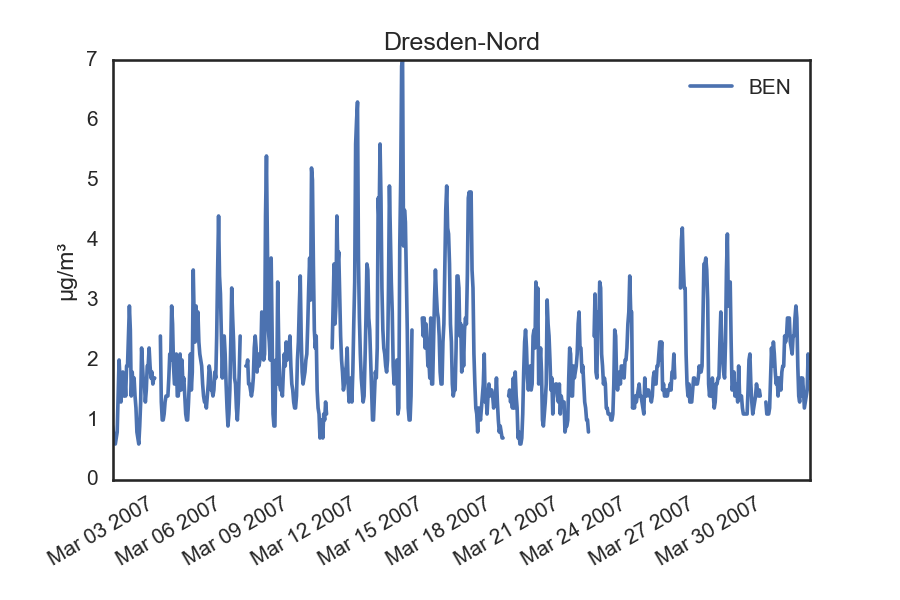 Dresden-Nord
7
6
5
4
3
2
1
0
µg/m³
BEN
Mar 03 2007
Mar 06 2007
Mar 09 2007
Mar 12 2007
Mar 15 2007
Mar 18 2007
Mar 21 2007
Mar 24 2007
Mar 27 2007
Mar 30 2007